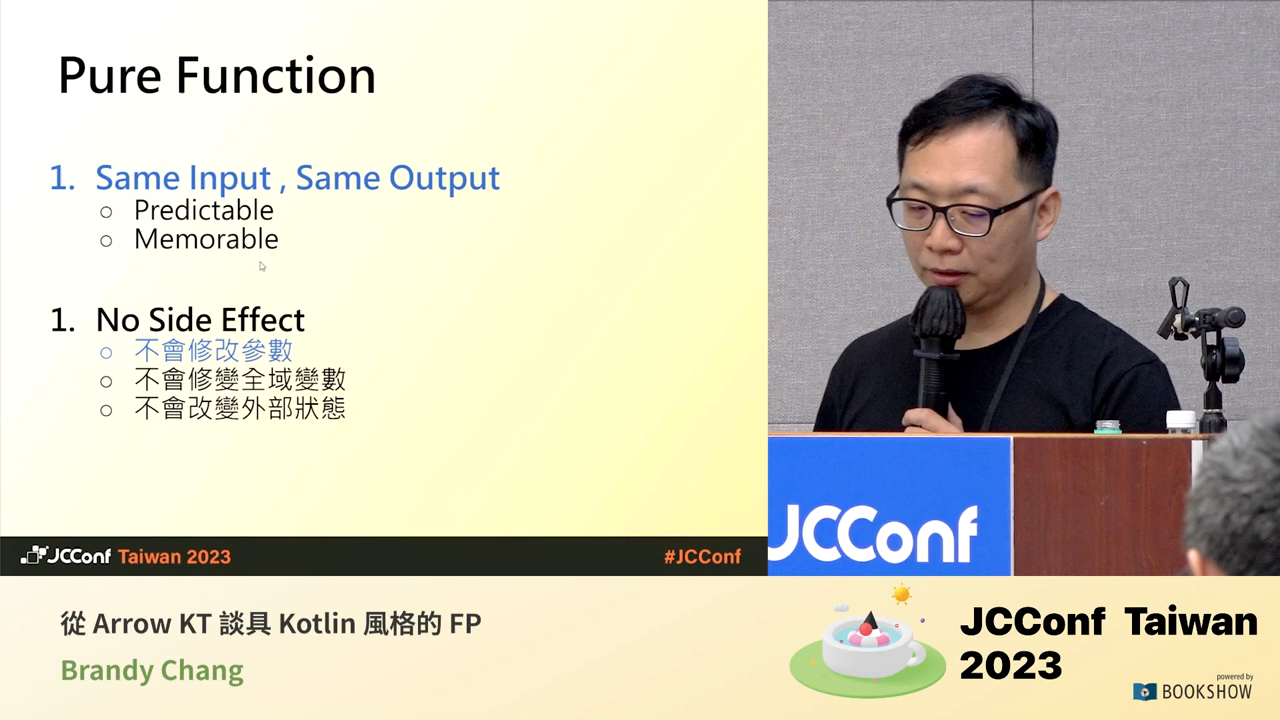 Pure Function
1. Same Input , Same Output
○ Predictable
○ Memorable
1. No Side Effect
○ 不會修改參數
○ 不會修變全域變數
○ 不會改變外部狀態
JCConf Taiwan 2023
#JCConf
JCConf
從 Arrow KT 談具 Kotlin 風格的 FP
Brandy Chang
JCConf Taiwan
2023
powered by
BOOKSHOW